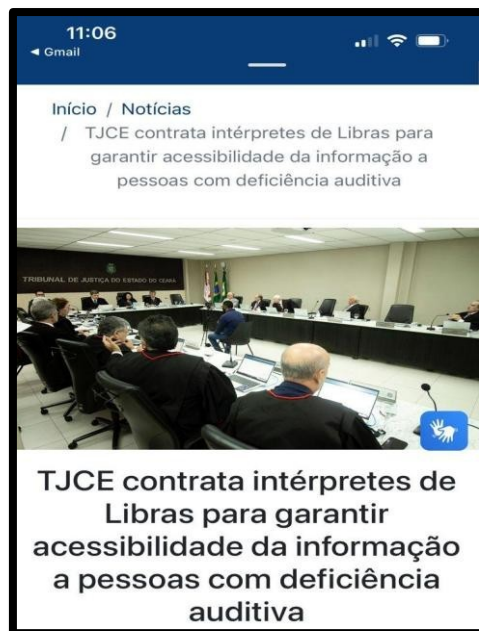 11:06
◀ Gmail
Início / Notícias
/ TJCE contrata intérpretes de Libras para
garantir acessibilidade da informação a
pessoas com deficiência auditiva
TRIBUNAL DE JUSTIÇA DO ESTADO DO CEARÁ
TJCE contrata intérpretes de
Libras para garantir
acessibilidade da informação
a pessoas com deficiência
auditiva